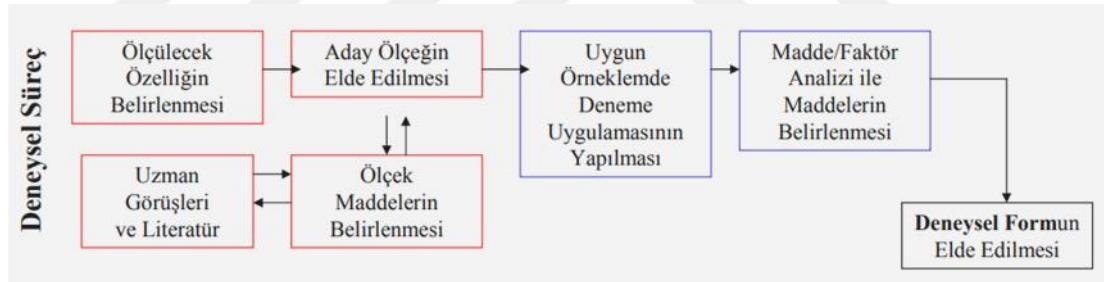 Deneysel Süreç
Ölçülecek
Özelliğin
Belirlenmesi
Aday Ölçeğin
Elde Edilmesi
Uygun
Örneklemde
Deneme
Uygulamasının
Yapılması
Madde/Faktör
Analizi ile
Maddelerin
Belirlenmesi
Uzman
Görüşleri
ve Literatür
Ölçek
Maddelerin
Belirlenmesi
Deneysel Formun
Elde Edilmesi